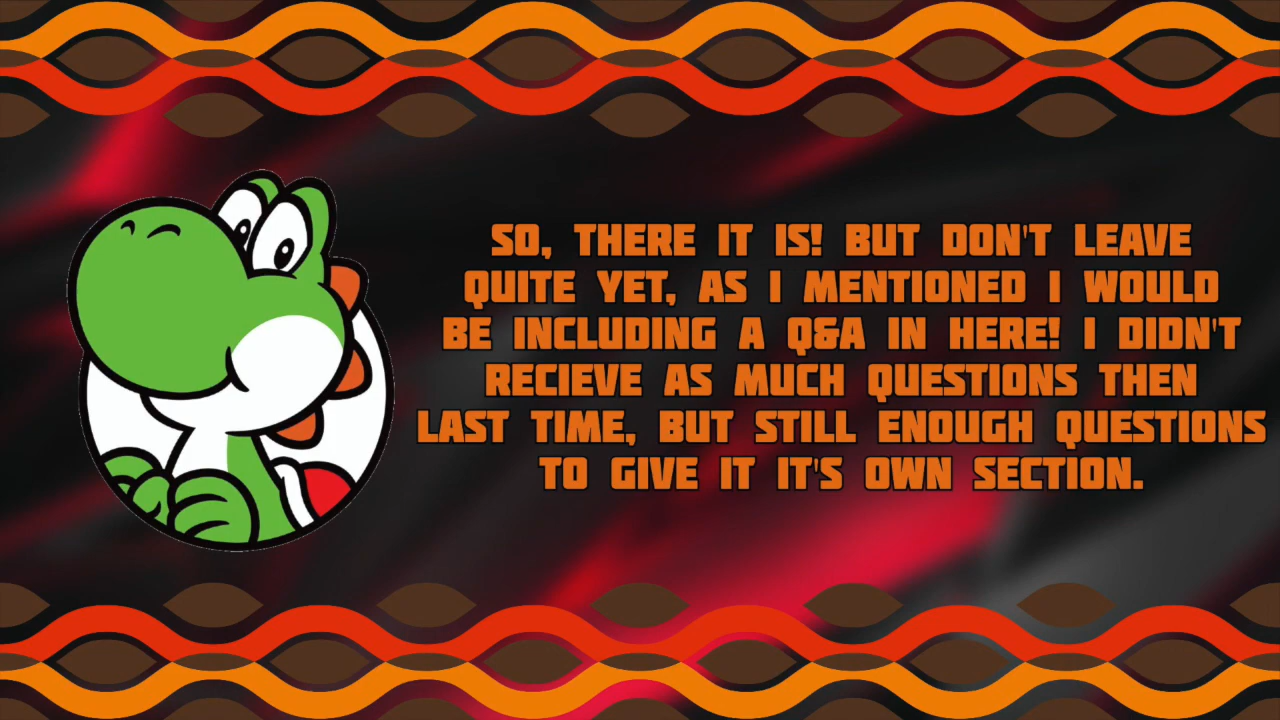 SO, THERE IT IS! BUT DON'T LEAVE
QUITE YET, AS I MENTIONED I WOULD
BE INCLUDING A Q&A IN HERE! I DIDN'T
RECIEVE AS MUCH QUESTIONS THEN
LAST TIME, BUT STILL ENOUGH QUESTIONS
TO GIVE IT IT'S OWN SECTION.